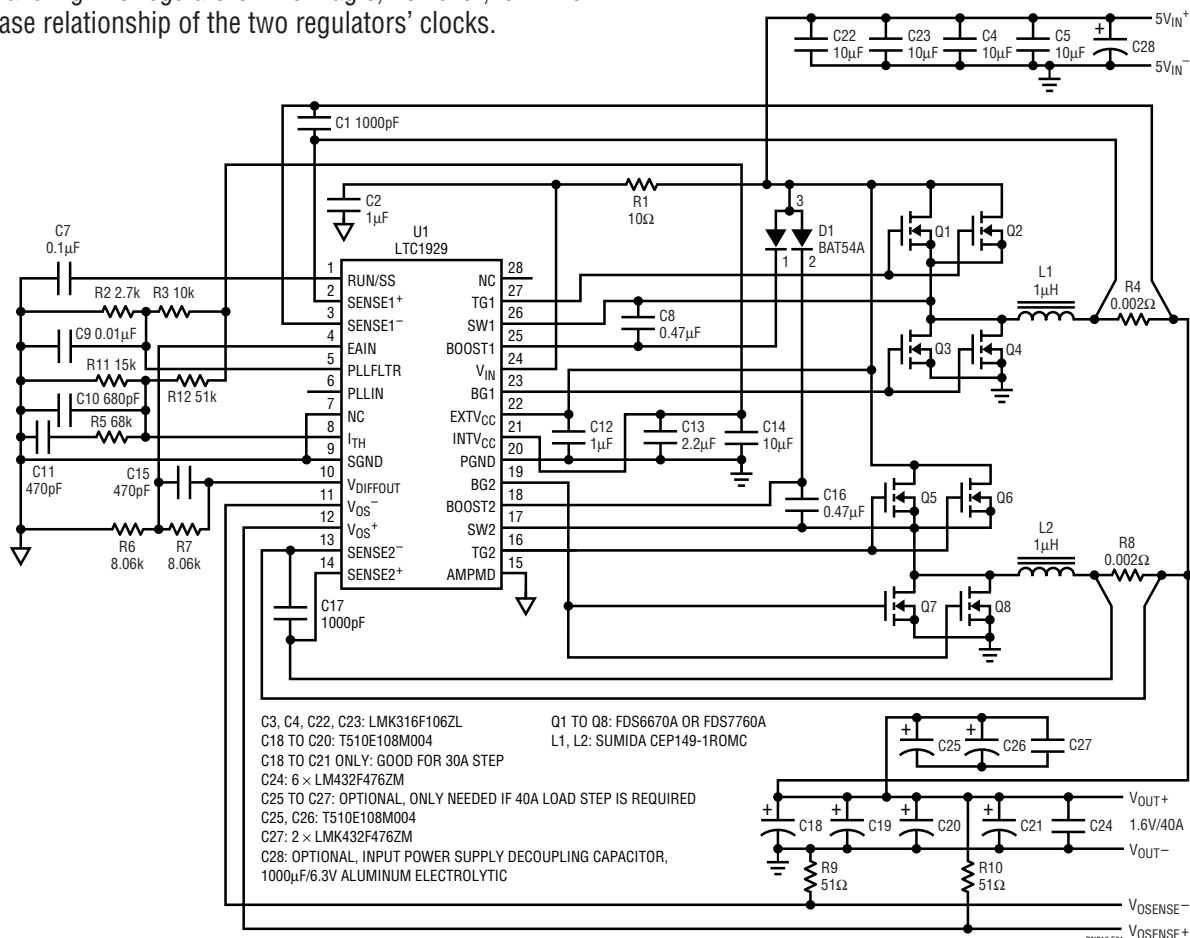 ase relationship of the two regulators' clocks.
5VIN+
C22
10µF
C23
10µF
C4
10µF
C5
10µF
+
C28
5VIN–
C1 1000pF
C2
1µF
R1
10Ω
3
D1
BAT54A
1
2
Q1
Q2
C7
0.1µF
U1
LTC1929
L1
1µH
R4
0.002Ω
R2 2.7k
R3 10k
C9 0.01µF
R11 15k
R12 51k
C10 680pF
R5 68k
C11
470pF
C15
470pF
R6
8.06k
R7
8.06k
1
RUN/SS
2
SENSE1+
3
SENSE1–
4
EAIN
5
PLLFLTR
6
PLLIN
7
NC
8
ITH
9
SGND
10
VDIFFOUT
11
VOS–
12
VOS+
13
SENSE2–
14
SENSE2+
28
NC
27
TG1
26
SW1
25
BOOST1
24
VIN
23
BG1
22
EXTVCC
21
INTVCC
20
PGND
19
BG2
18
BOOST2
17
SW2
16
TG2
15
AMPMD
C8
0.47µF
Q3
Q4
C12
1µF
C13
2.2µF
C14
10µF
C16
0.47µF
Q5
Q6
L2
1µH
R8
0.002Ω
Q7
Q8
C17
1000pF
C3, C4, C22, C23: LMK316F106ZL
C18 TO C20: T510E108M004
C18 TO C21 ONLY: GOOD FOR 30A STEP
C24: 6 × LM432F476ZM
C25 TO C27: OPTIONAL, ONLY NEEDED IF 40A LOAD STEP IS REQUIRED
C25, C26: T510E108M004
C27: 2 × LMK432F476ZM
C28: OPTIONAL, INPUT POWER SUPPLY DECOUPLING CAPACITOR,
1000µF/6.3V ALUMINUM ELECTROLYTIC
Q1 TO Q8: FDS6670A OR FDS7760A
L1, L2: SUMIDA CEP149-1ROMC
+
C25
+
C26
C27
+
C18
+
C19
+
C20
+
C21
C24
VOUT+
1.6V/40A
VOUT–
R9
51Ω
R10
51Ω
VOSENSE–
VOSENSE+